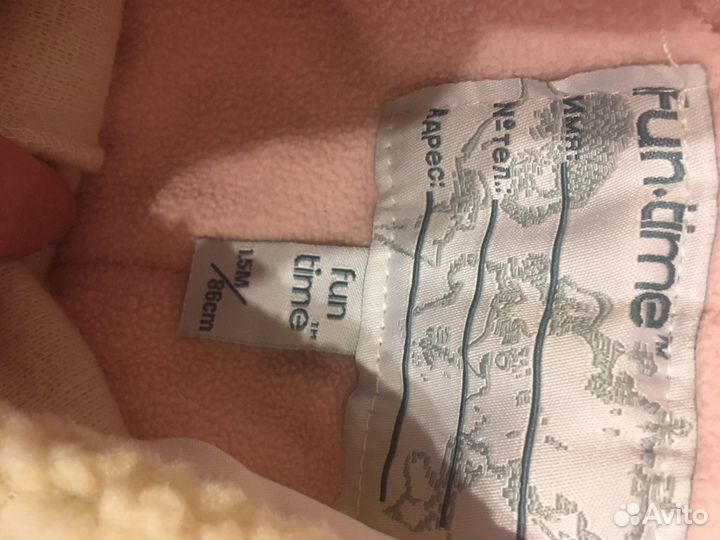 fun·time™
Имя:
№ тел.:
Адрес:
fun
time™
1.5M/86cm
Avito